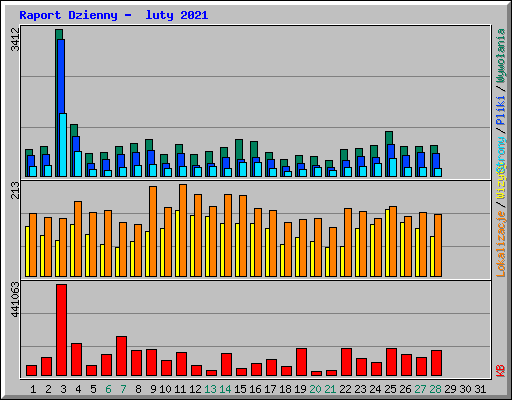 Raport Dzienny - luty 2021
3412
213
441063
Wywolania / Pliki / Strony
Lokalizacje / Wizyty
KB
1 2 3 4 5 6 7 8 9 10 11 12 13 14 15 16 17 18 19 20 21 22 23 24 25 26 27 28 29 30 31